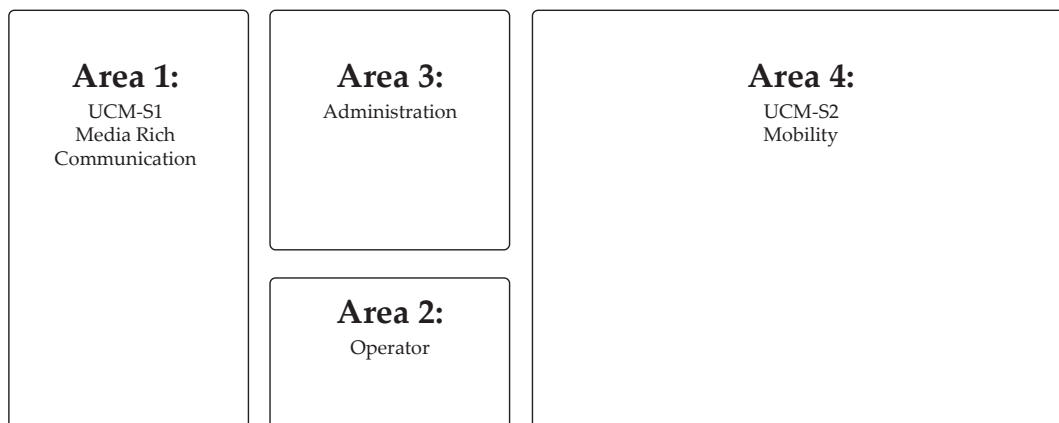 Area 1:
UCM-S1
Media Rich
Communication
Area 3:
Administration
Area 2:
Operator
Area 4:
UCM-S2
Mobility